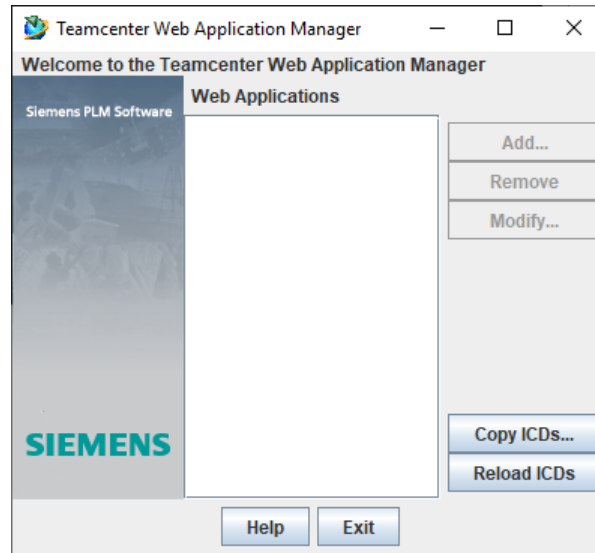 Teamcenter Web Application Manager
Welcome to the Teamcenter Web Application Manager
Siemens PLM Software
Web Applications
Add...
Remove
Modify...
SIEMENS
Copy ICDs...
Reload ICDs
Help
Exit